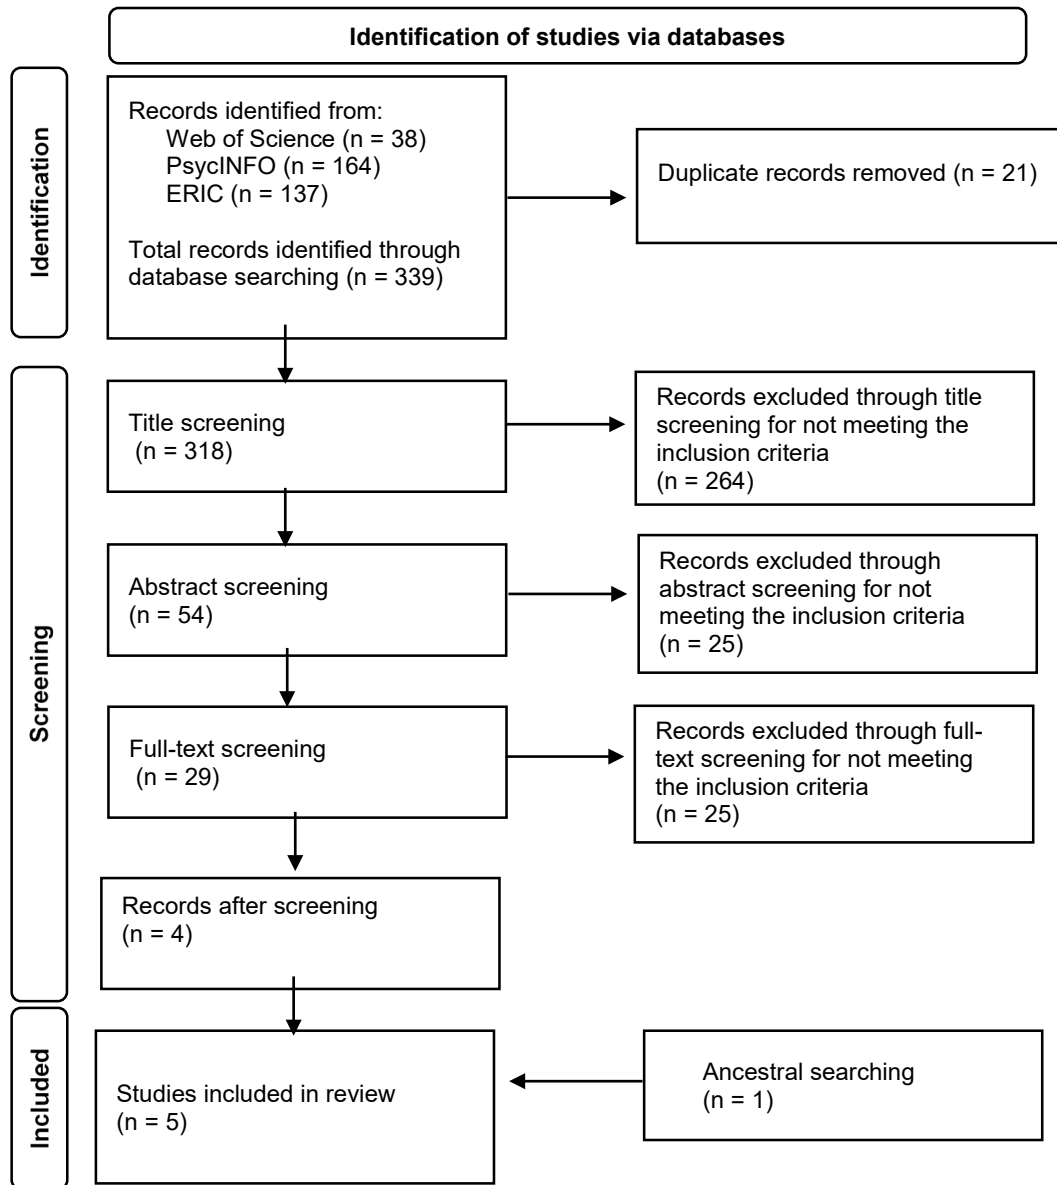 Identification of studies via databases
Identification
Records identified from:
Web of Science (n = 38)
PsycINFO (n = 164)
ERIC (n = 137)
Total records identified through
database searching (n = 339)
Duplicate records removed (n = 21)
Screening
Title screening
(n = 318)
Records excluded through title
screening for not meeting the
inclusion criteria
(n = 264)
Abstract screening
(n = 54)
Records excluded through
abstract screening for not
meeting the inclusion criteria
(n = 25)
Full-text screening
(n = 29)
Records excluded through full-
text screening for not meeting
the inclusion criteria
(n = 25)
Records after screening
(n = 4)
Included
Studies included in review
(n = 5)
Ancestral searching
(n = 1)